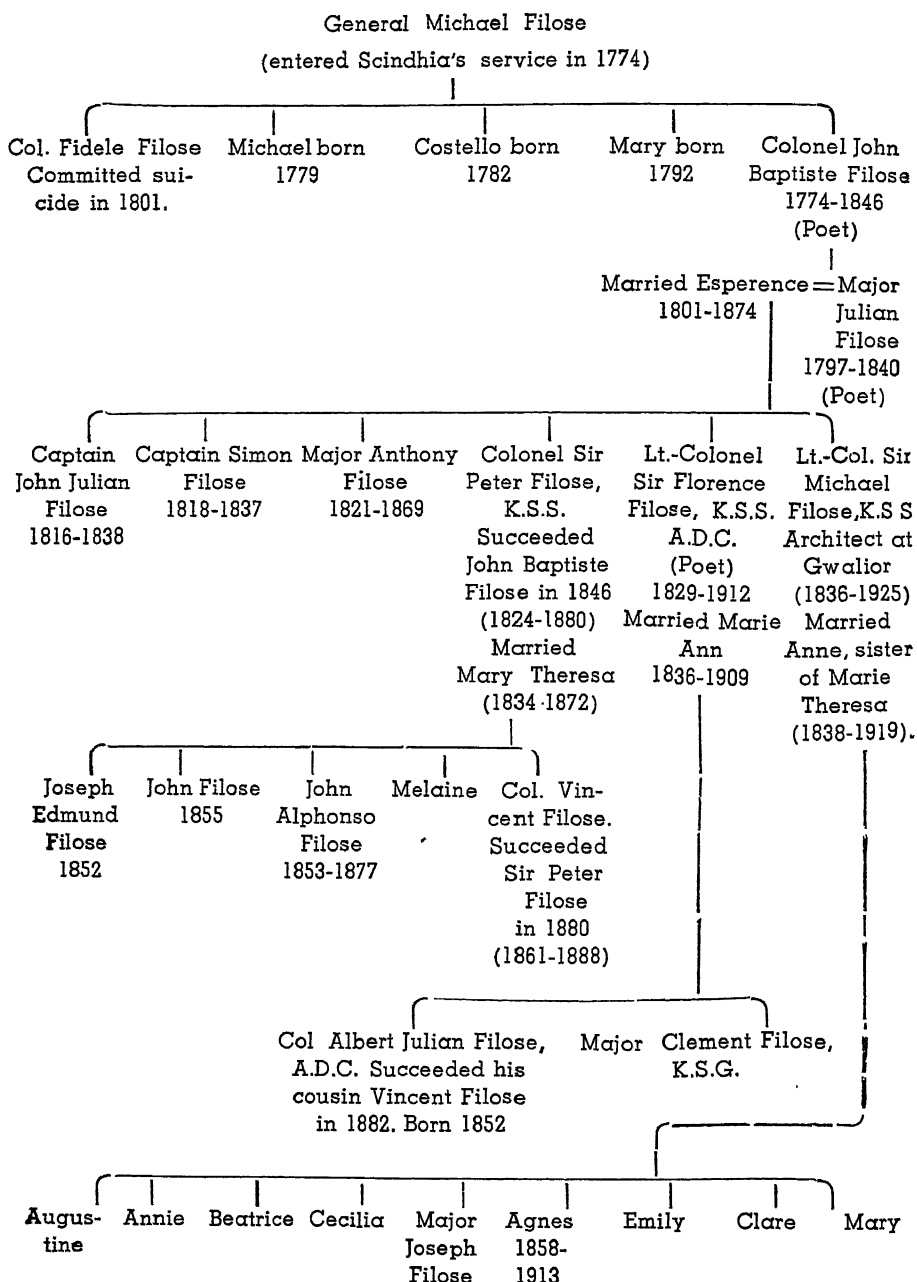 General Michael Filose
(entered Scindhia's service in 1774)
Col. Fidele Filose
Committed sui-
cide in 1801.
Michael born
1779
Costello born
1782
Mary born
1792
Colonel John
Baptiste Filose
1774-1846
(Poet)
Married Esperence = Major
1801-1874
Julian
Filose
1797-1840
(Poet)
Captain
John Julian
Filose
1816-1838
Captain Simon
Filose
1818-1837
Major Anthony
Filose
1821-1869
Colonel Sir
Peter Filose,
K.S.S.
Succeeded
John Baptiste
Filose in 1846
(1824-1880)
Married
Mary Theresa
(1834-1872)
Lt.-Colonel
Sir Florence
Filose, K.S.S.
A.D.C.
(Poet)
1829-1912
Married Marie
Ann
1836-1909
Lt.-Col. Sir
Michael
Filose,K.S S
Architect at
Gwalior
(1836-1925)
Married
Anne, sister
of Marie
Theresa
(1838-1919).
Joseph
Edmund
Filose
1852
John Filose
1855
John
Alphonso
Filose
1853-1877
Melaine
Col. Vin-
cent Filose.
Succeeded
Sir Peter
Filose
in 1880
(1861-1888)
Col Albert Julian Filose,
A.D.C. Succeeded his
cousin Vincent Filose
in 1882. Born 1852
Major Clement Filose,
K.S.G.
Augus-
tine
Annie
Beatrice
Cecilia
Major
Joseph
Filose
Agnes
1858-
1913
Emily
Clare
Mary